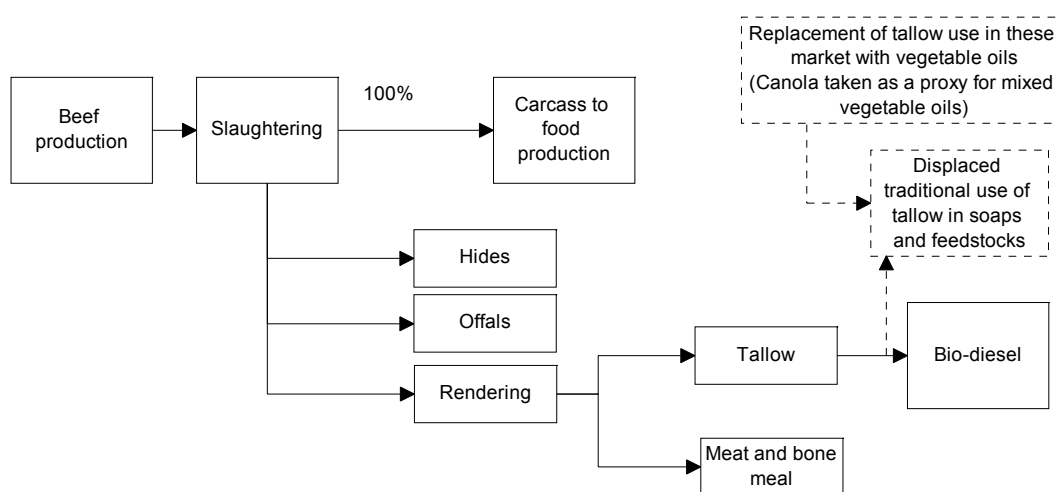 Replacement of tallow use in these
market with vegetable oils
(Canola taken as a proxy for mixed
vegetable oils)
100%
Beef
production
Slaughtering
Carcass to
food
production
Displaced
traditional use of
tallow in soaps
and feedstocks
Hides
Offals
Rendering
Tallow
Bio-diesel
Meat and bone
meal